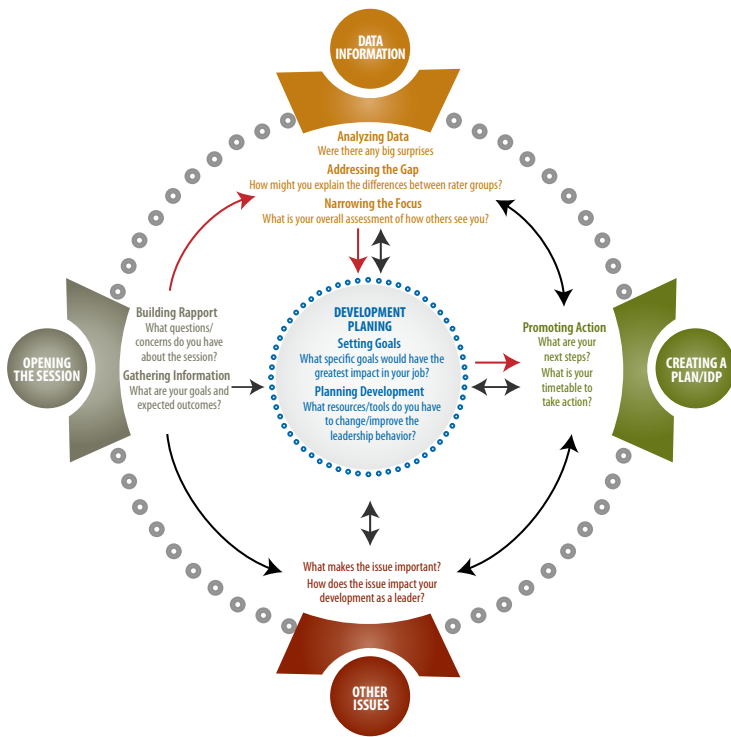 DATA
INFORMATION
Analyzing Data
Were there any big surprises
Addressing the Gap
How might you explain the differences between rater groups?
Narrowing the Focus
What is your overall assessment of how others see you?
OPENING
THE SESSION
Building Rapport
What questions/
concerns do you have
about the session?
Gathering Information
What are your goals and
expected outcomes?
DEVELOPMENT
PLANING
Setting Goals
What specific goals would have the
greatest impact in your job?
Planning Development
What resources/tools do you have
to change/improve the
leadership behavior?
Promoting Action
What are your
next steps?
What is your
timetable to
take action?
CREATING A
PLAN/IDP
What makes the issue important?
How does the issue impact your
development as a leader?
OTHER
ISSUES